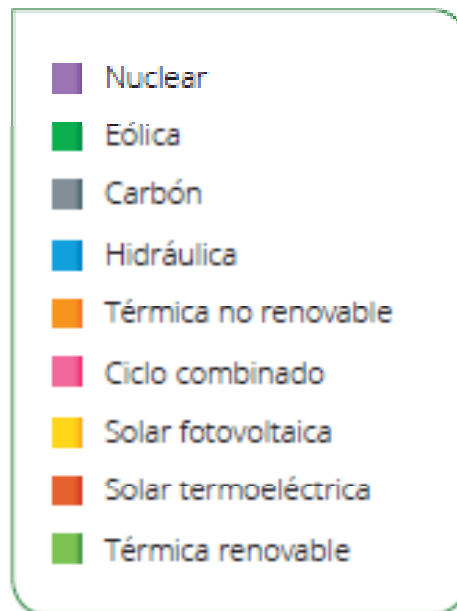 Nuclear
Eólica
Carbón
Hidráulica
Térmica no renovable
Ciclo combinado
Solar fotovoltaica
Solar termoeléctrica
Térmica renovable